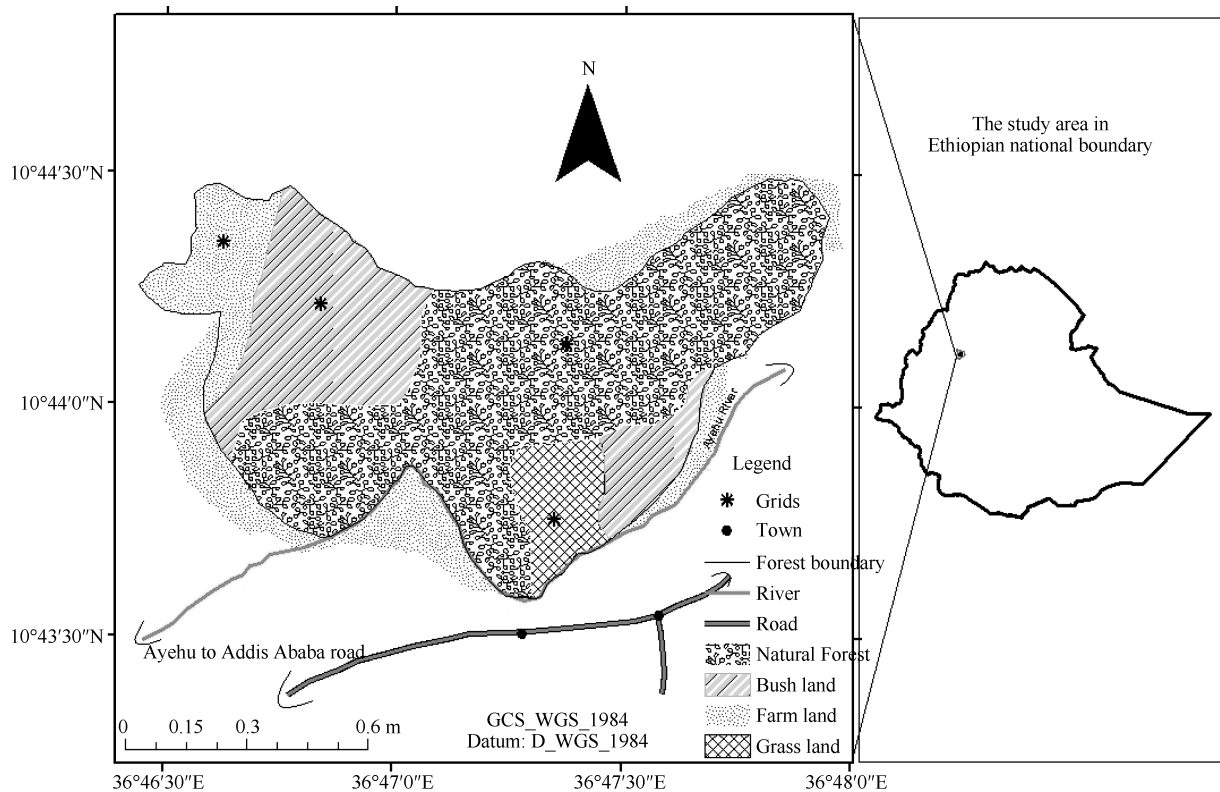 N
The study area in
Ethiopian national boundary
10°44′30″N
10°44′0″N
10°43′30″N
Ayehu River
Legend
Grids
Town
Forest boundary
River
Road
Natural Forest
Bush land
Farm land
Grass land
Ayehu to Addis Ababa road
0 0.15 0.3 0.6 m
GCS_WGS_1984
Datum: D_WGS_1984
36°46′30″E 36°47′0″E 36°47′30″E 36°48′0″E